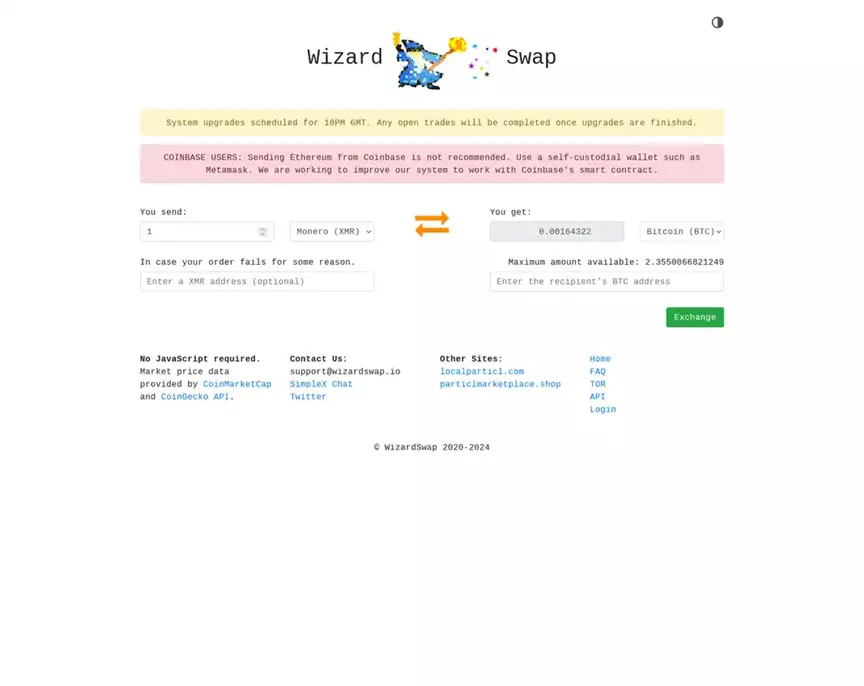 Wizard Swap
System upgrades scheduled for 10PM GMT. Any open trades will be completed once upgrades are finished.
COINBASE USERS: Sending Ethereum from Coinbase is not recommended. Use a self-custodial wallet such as
Metamask. We are working to improve our system to work with Coinbase's smart contract.
You send:
1
Monero (XMR)
You get:
0.00164322
Bitcoin (BTC)
In case your order fails for some reason.
Enter a XMR address (optional)
Maximum amount available: 2.3550066821249
Enter the recipient's BTC address
Exchange
No JavaScript required.
Market price data
provided by CoinMarketCap
and CoinGecko API.
Contact Us:
support@wizardswap.io
SimpleX Chat
Twitter
Other Sites:
localparticl.com
particlmarketplace.shop
Home
FAQ
TOR
API
Login
© WizardSwap 2020-2024